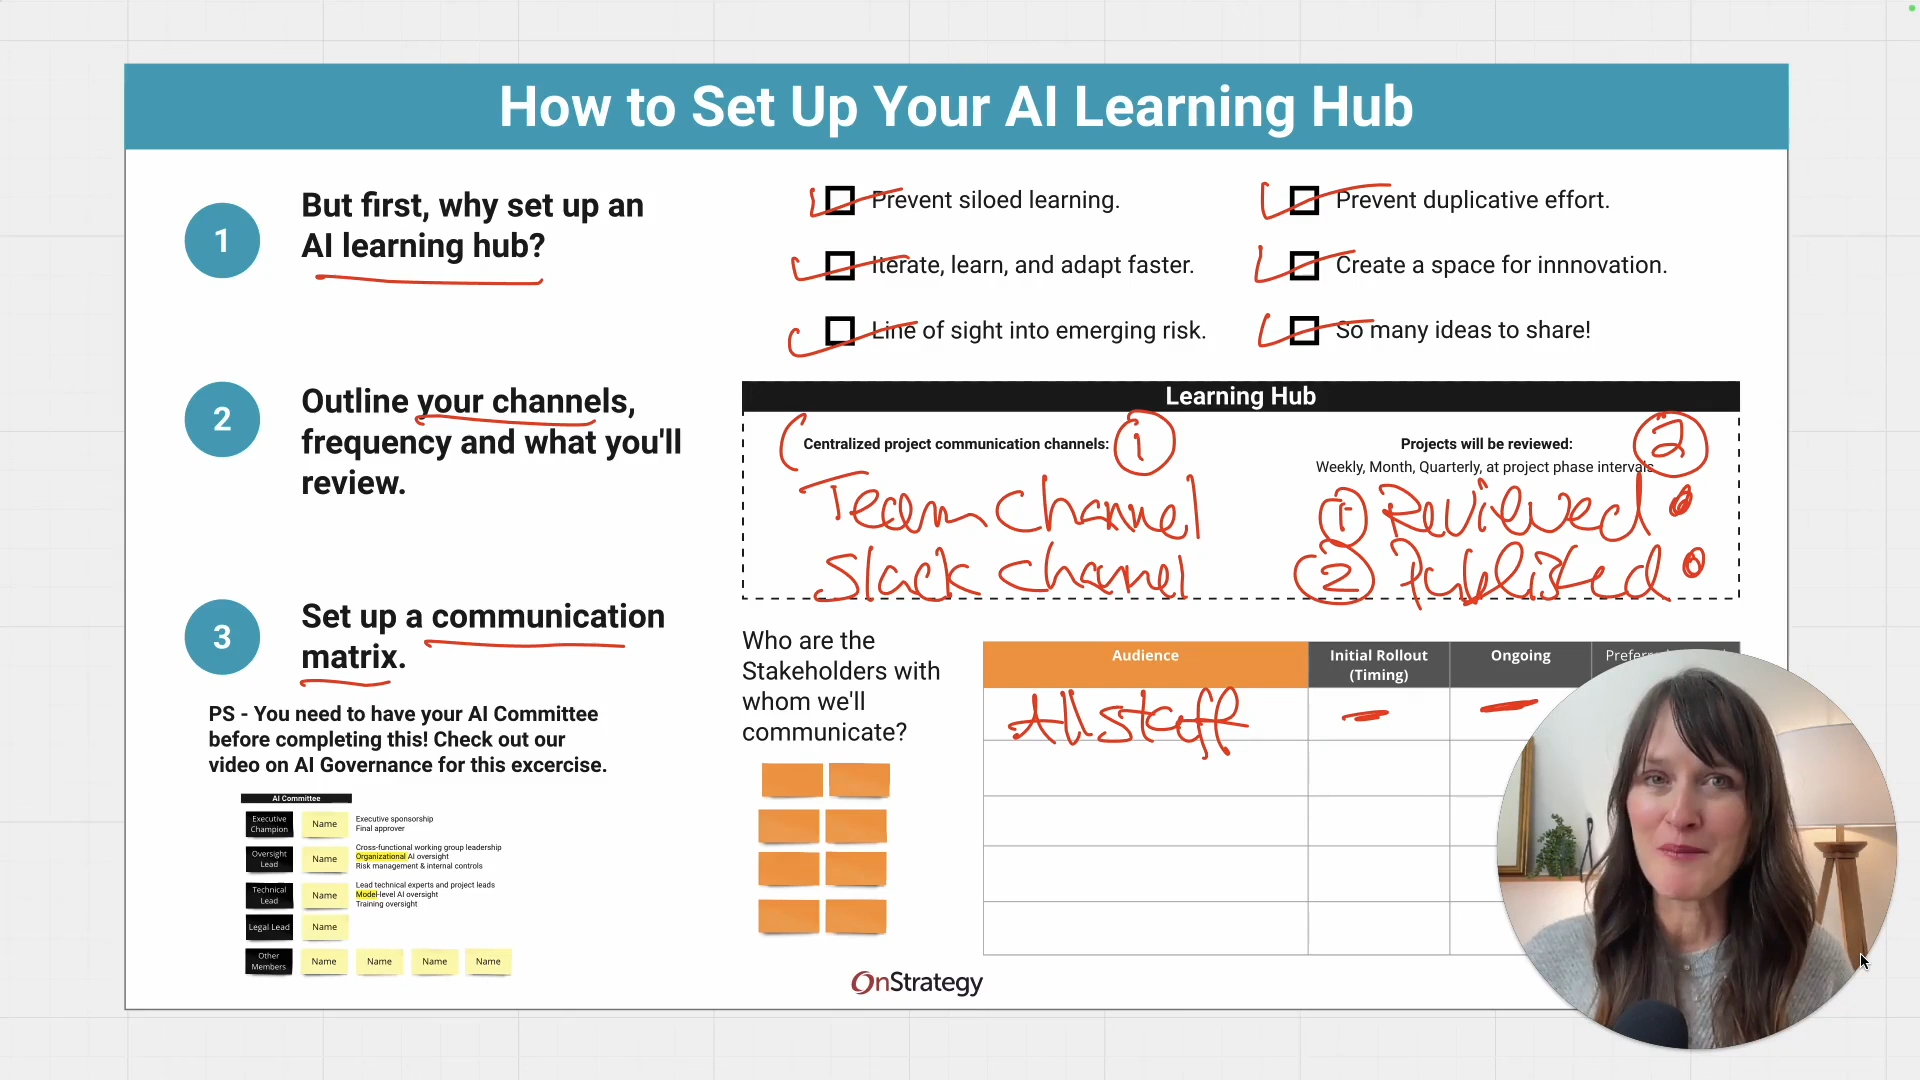 How to Set Up Your AI Learning Hub
1
But first, why set up an
AI learning hub?
Prevent siloed learning.
Prevent duplicative effort.
Iterate, learn, and adapt faster.
Create a space for innnovation.
Line of sight into emerging risk.
So many ideas to share!
2
Outline your channels,
frequency and what you'll
review.
Learning Hub
Centralized project communication channels:
1
Team Channel
Slack Channel
Projects will be reviewed:
2
Weekly, Month, Quarterly, at project phase intervals
1 Reviewed
2 Published
3
Set up a communication
matrix.
PS - You need to have your AI Committee
before completing this! Check out our
video on AI Governance for this excercise.
AI Committee
Executive
Champion
Name
Executive sponsorship
Final approver
Oversight
Lead
Name
Cross-functional working group leadership
Organizational AI oversight
Risk management & internal controls
Technical
Lead
Name
Lead technical experts and project leads
Model-level AI oversight
Training oversight
Legal Lead
Name
Other
Members
Name
Name
Name
Name
Who are the
Stakeholders with
whom we'll
communicate?
Audience
Initial Rollout
(Timing)
Ongoing
All staff
OnStrategy